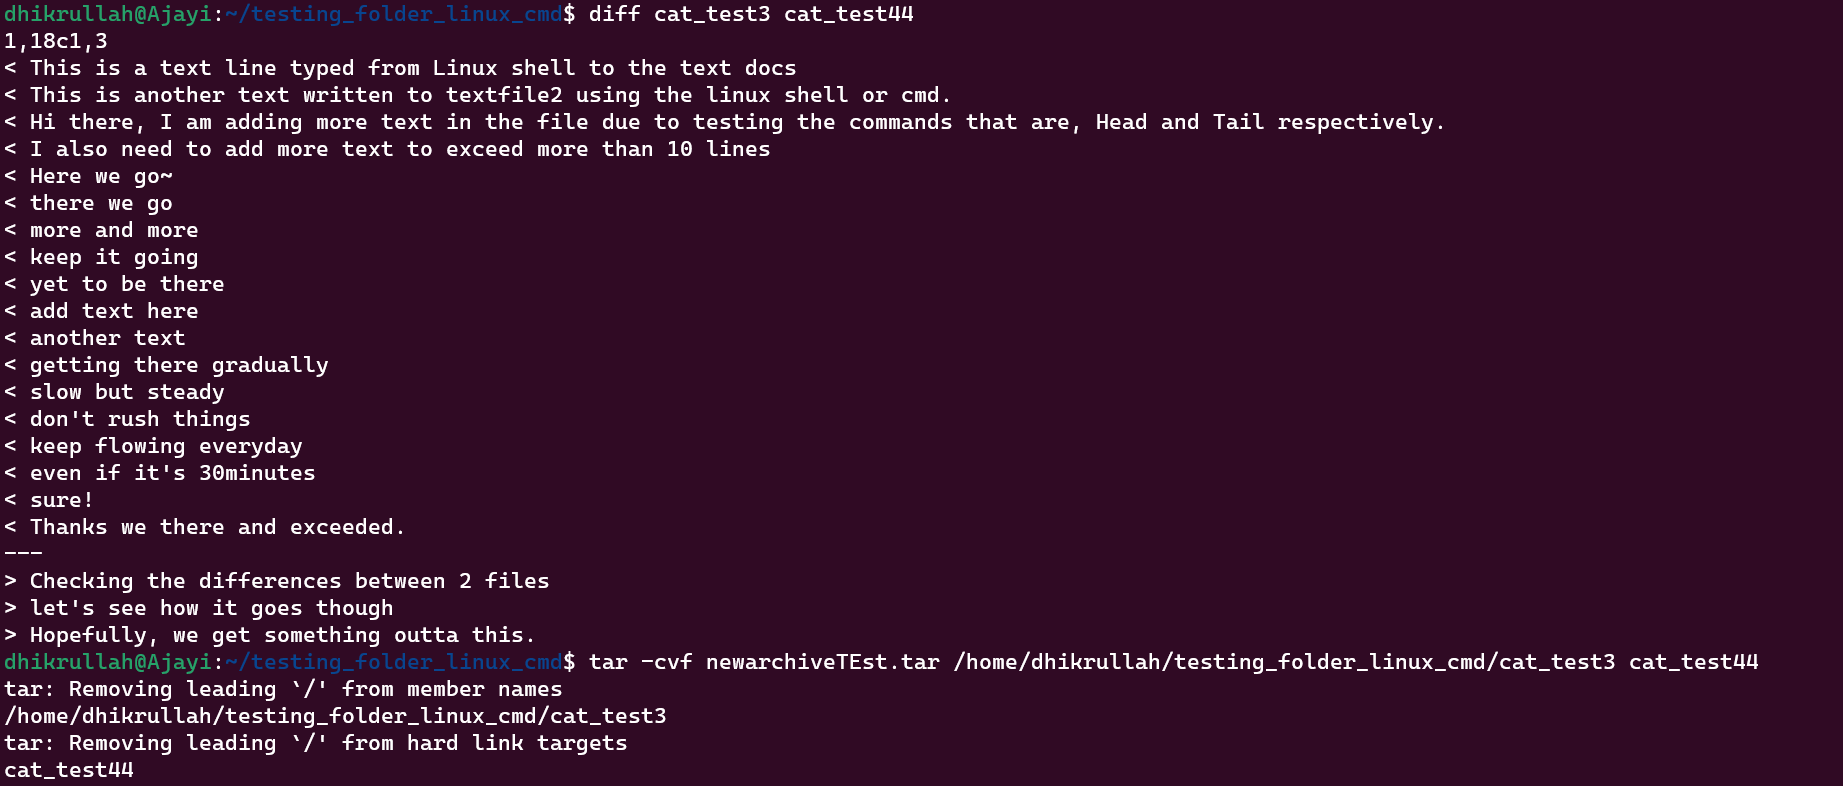 dhikrullah@Ajayi:~/testing_folder_linux_cmd$ diff cat_test3 cat_test44
1,18c1,3
< This is a text line typed from Linux shell to the text docs
< This is another text written to textfile2 using the linux shell or cmd.
< Hi there, I am adding more text in the file due to testing the commands that are, Head and Tail respectively.
< I also need to add more text to exceed more than 10 lines
< Here we go~
< there we go
< more and more
< keep it going
< yet to be there
< add text here
< another text
< getting there gradually
< slow but steady
< don't rush things
< keep flowing everyday
< even if it's 30minutes
< sure!
< Thanks we there and exceeded.
---
> Checking the differences between 2 files
> let's see how it goes though
> Hopefully, we get something outta this.
dhikrullah@Ajayi:~/testing_folder_linux_cmd$ tar -cvf newarchiveTEst.tar /home/dhikrullah/testing_folder_linux_cmd/cat_test3 cat_test44
tar: Removing leading `/' from member names
/home/dhikrullah/testing_folder_linux_cmd/cat_test3
tar: Removing leading `/' from hard link targets
cat_test44